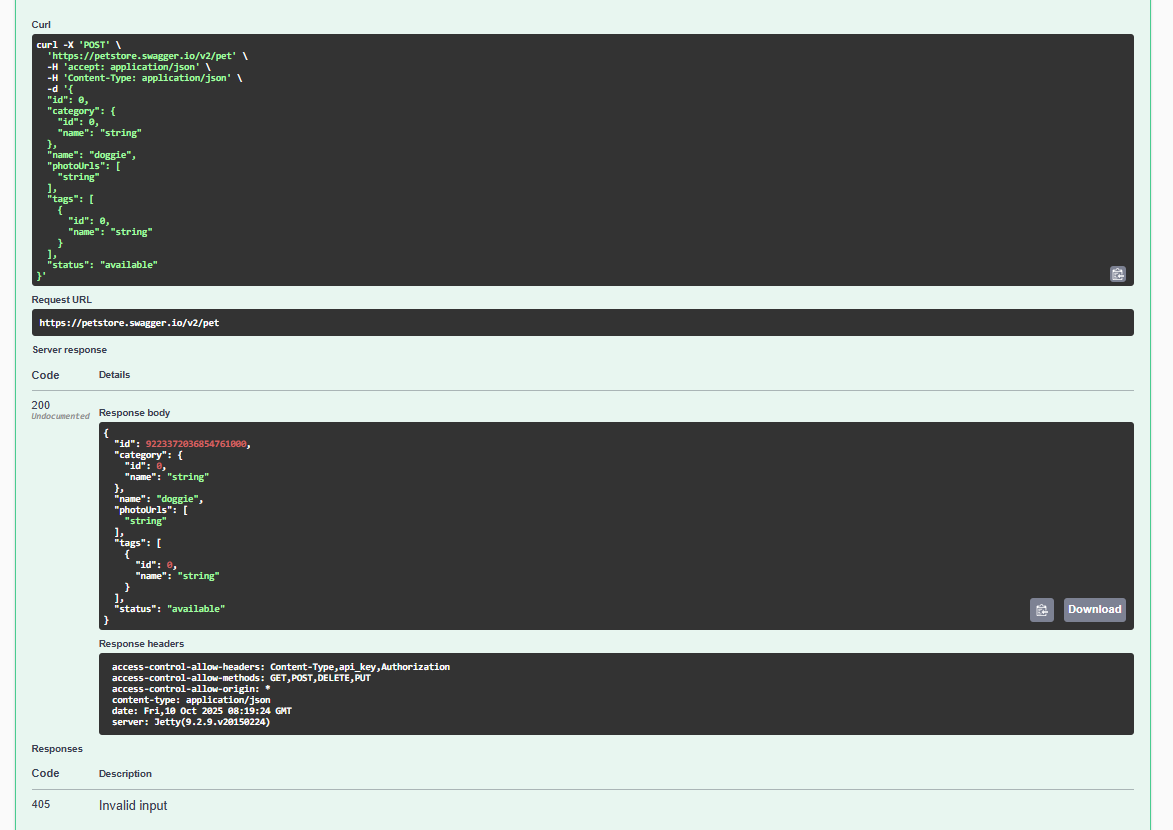 Curl
curl -X 'POST' \
  'https://petstore.swagger.io/v2/pet' \
  -H 'accept: application/json' \
  -H 'Content-Type: application/json' \
  -d '{
  "id": 0,
  "category": {
    "id": 0,
    "name": "string"
  },
  "name": "doggie",
  "photoUrls": [
    "string"
  ],
  "tags": [
    {
      "id": 0,
      "name": "string"
    }
  ],
  "status": "available"
}'
Request URL
https://petstore.swagger.io/v2/pet
Server response
Code Details
200
Undocumented
Response body
{
  "id": 9223372036854761000,
  "category": {
    "id": 0,
    "name": "string"
  },
  "name": "doggie",
  "photoUrls": [
    "string"
  ],
  "tags": [
    {
      "id": 0,
      "name": "string"
    }
  ],
  "status": "available"
}
Download
Response headers
access-control-allow-headers: Content-Type,api_key,Authorization
access-control-allow-methods: GET,POST,DELETE,PUT
access-control-allow-origin: *
content-type: application/json
date: Fri,10 Oct 2025 08:19:24 GMT
server: Jetty(9.2.9.v20150224)
Responses
Code Description
405 Invalid input